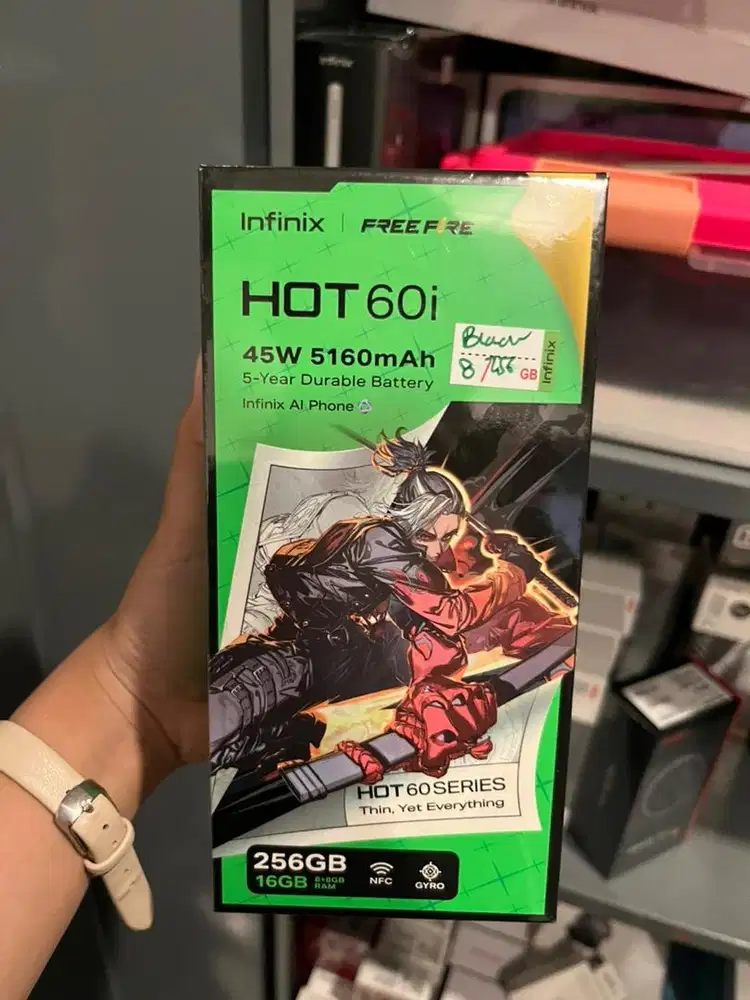 Infinix
Infinix | FREE FIRE
HOT 60i
45W 5160mAh
5-Year Durable Battery
Infinix AI Phone
Black
8/256 GB
Infinix
HOT 60 SERIES
Thin, Yet Everything
256GB
16GB 8+8GB RAM
NFC
GYRO